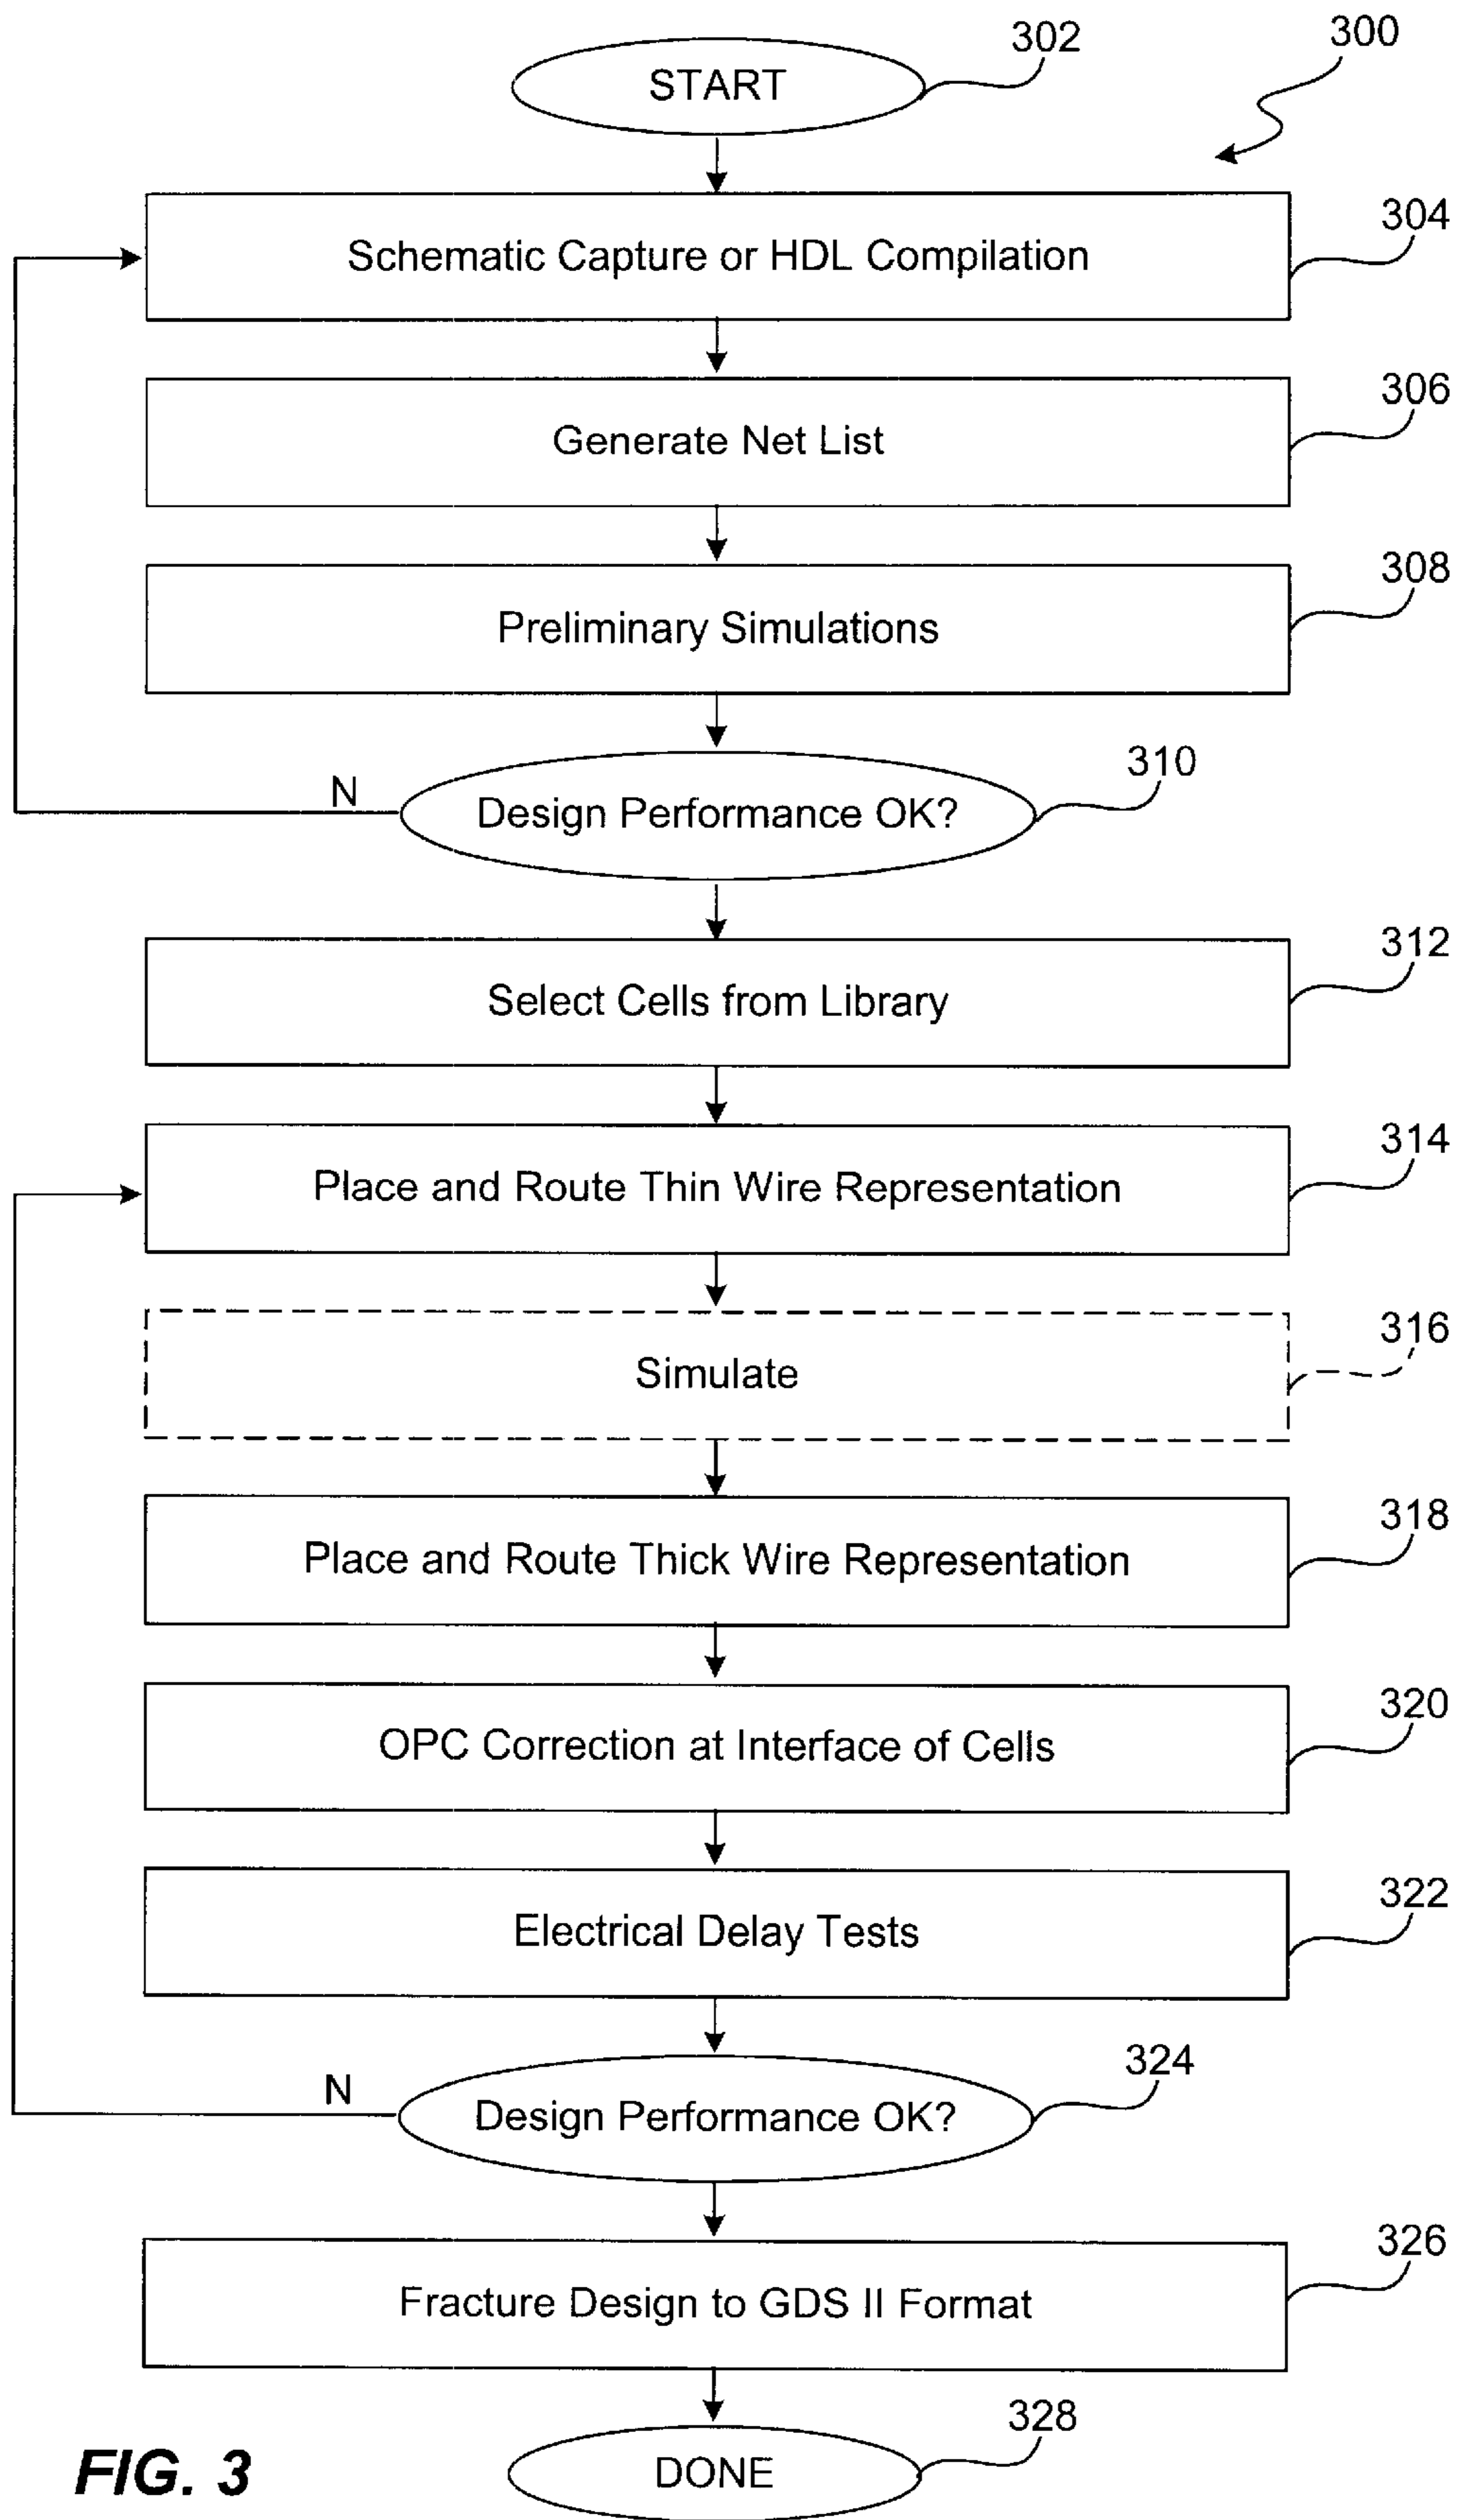 302
300
START
304
Schematic Capture or HDL Compilation
306
Generate Net List
308
Preliminary Simulations
310
N
Design Performance OK?
312
Select Cells from Library
314
Place and Route Thin Wire Representation
316
Simulate
318
Place and Route Thick Wire Representation
320
OPC Correction at Interface of Cells
322
Electrical Delay Tests
324
N
Design Performance OK?
326
Fracture Design to GDS II Format
328
DONE
FIG. 3